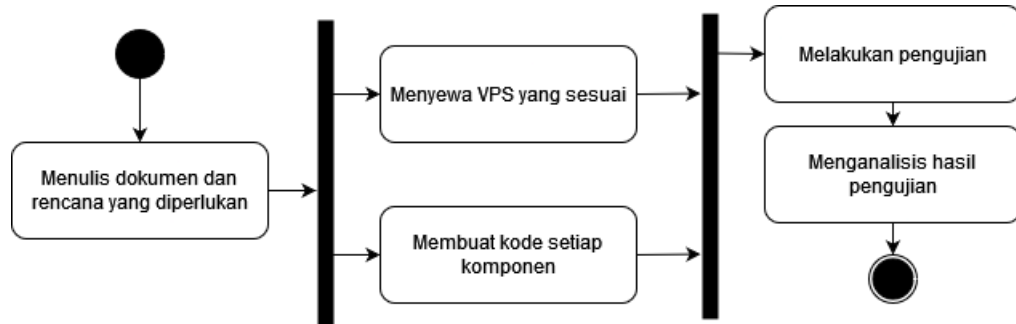 Menulis dokumen dan
rencana yang diperlukan
Menyewa VPS yang sesuai
Membuat kode setiap
komponen
Melakukan pengujian
Menganalisis hasil
pengujian